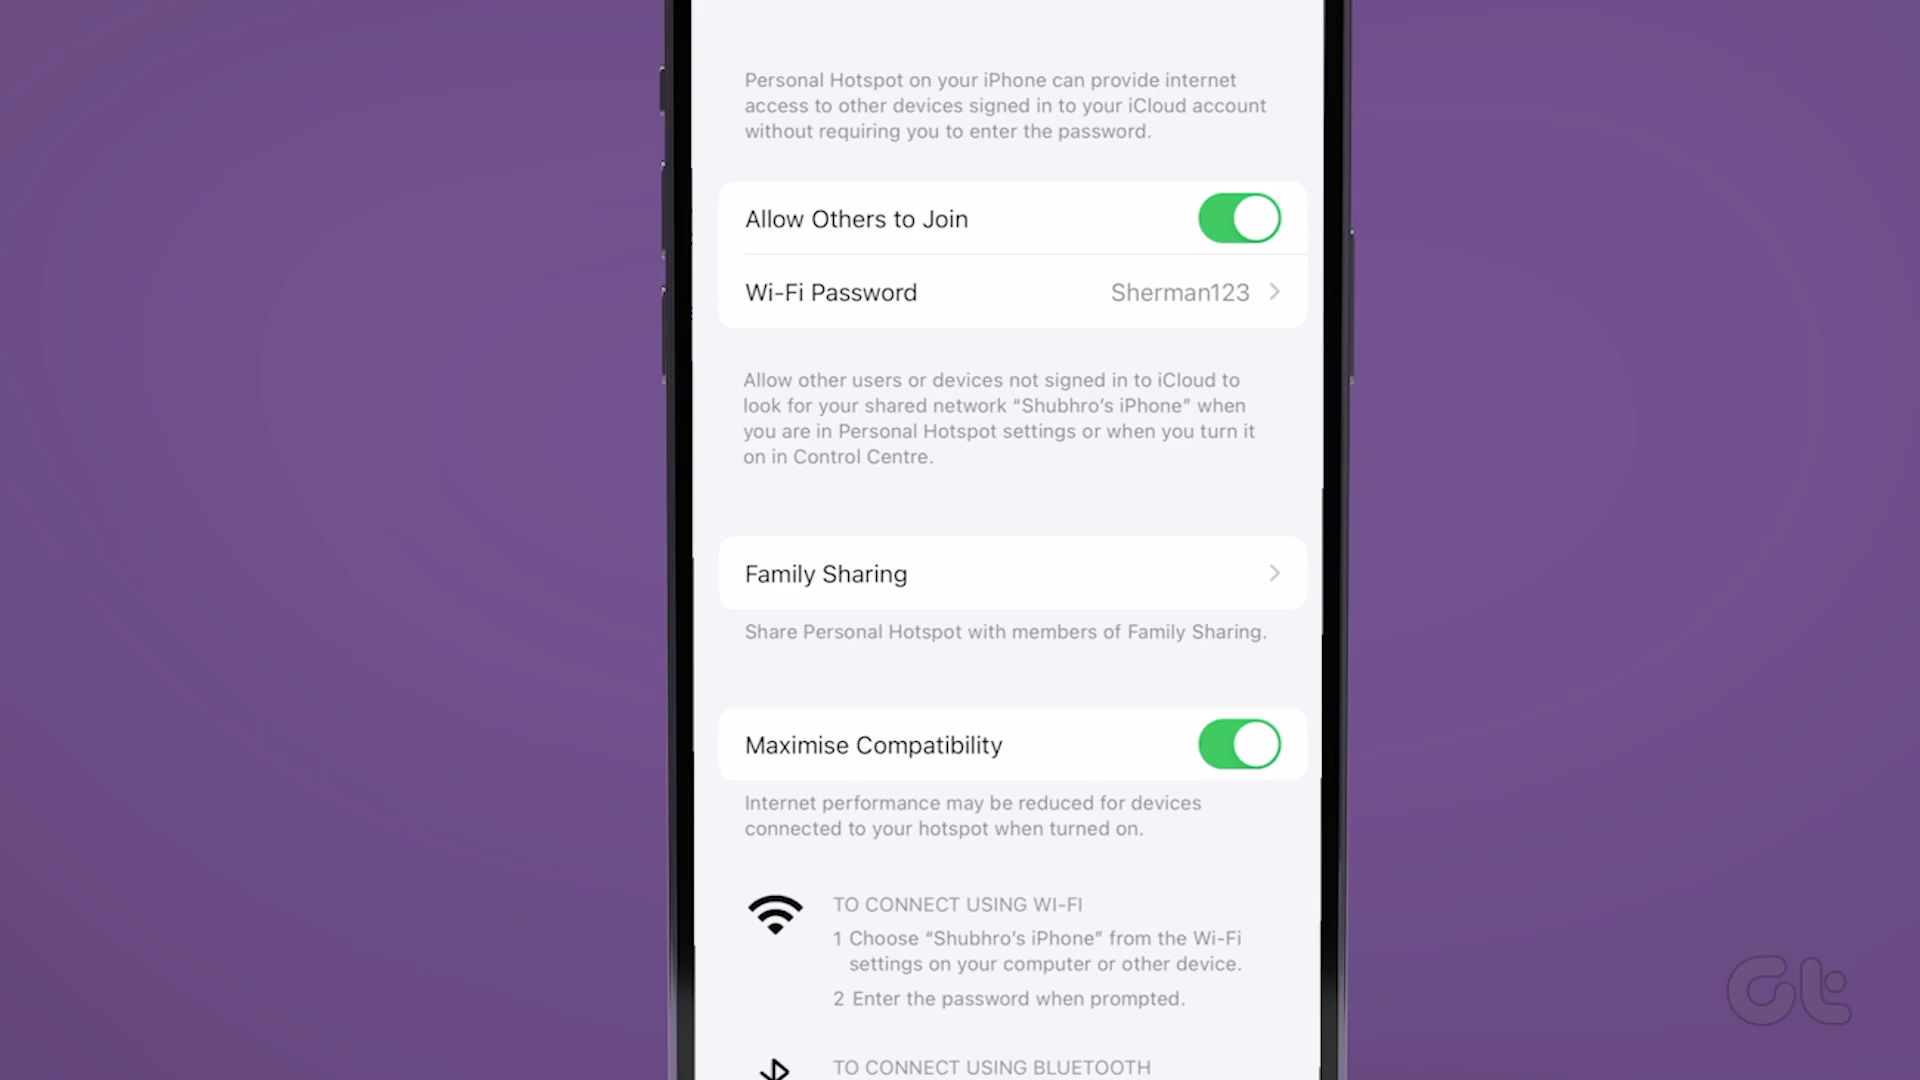 Personal Hotspot on your iPhone can provide internet
access to other devices signed in to your iCloud account
without requiring you to enter the password.
Allow Others to Join
Wi-Fi Password Sherman123
Allow other users or devices not signed in to iCloud to
look for your shared network “Shubhro’s iPhone” when
you are in Personal Hotspot settings or when you turn it
on in Control Centre.
Family Sharing
Share Personal Hotspot with members of Family Sharing.
Maximise Compatibility
Internet performance may be reduced for devices
connected to your hotspot when turned on.
TO CONNECT USING WI-FI
1 Choose “Shubhro’s iPhone” from the Wi-Fi
settings on your computer or other device.
2 Enter the password when prompted.
TO CONNECT USING BLUETOOTH
Gt